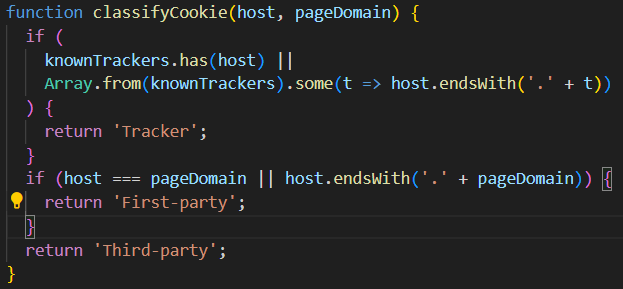 function classifyCookie(host, pageDomain) {
  if (
    knownTrackers.has(host) ||
    Array.from(knownTrackers).some(t => host.endsWith('.' + t))
  ) {
    return 'Tracker';
  }
  if (host === pageDomain || host.endsWith('.' + pageDomain)) {
    return 'First-party';
  }
  return 'Third-party';
}